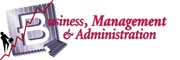 Business, Management
& Administration